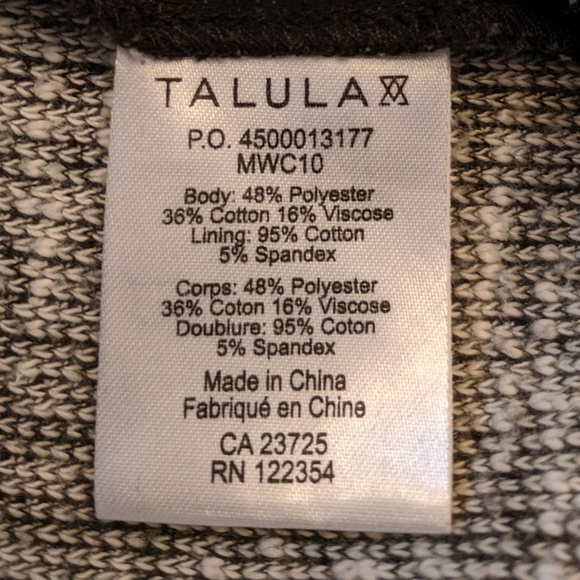 TALULA
P.O. 4500013177
MWC10
Body: 48% Polyester
36% Cotton 16% Viscose
Lining: 95% Cotton
5% Spandex
Corps: 48% Polyester
36% Coton 16% Viscose
Doublure: 95% Coton
5% Spandex
Made in China
Fabriqué en Chine
CA 23725
RN 122354